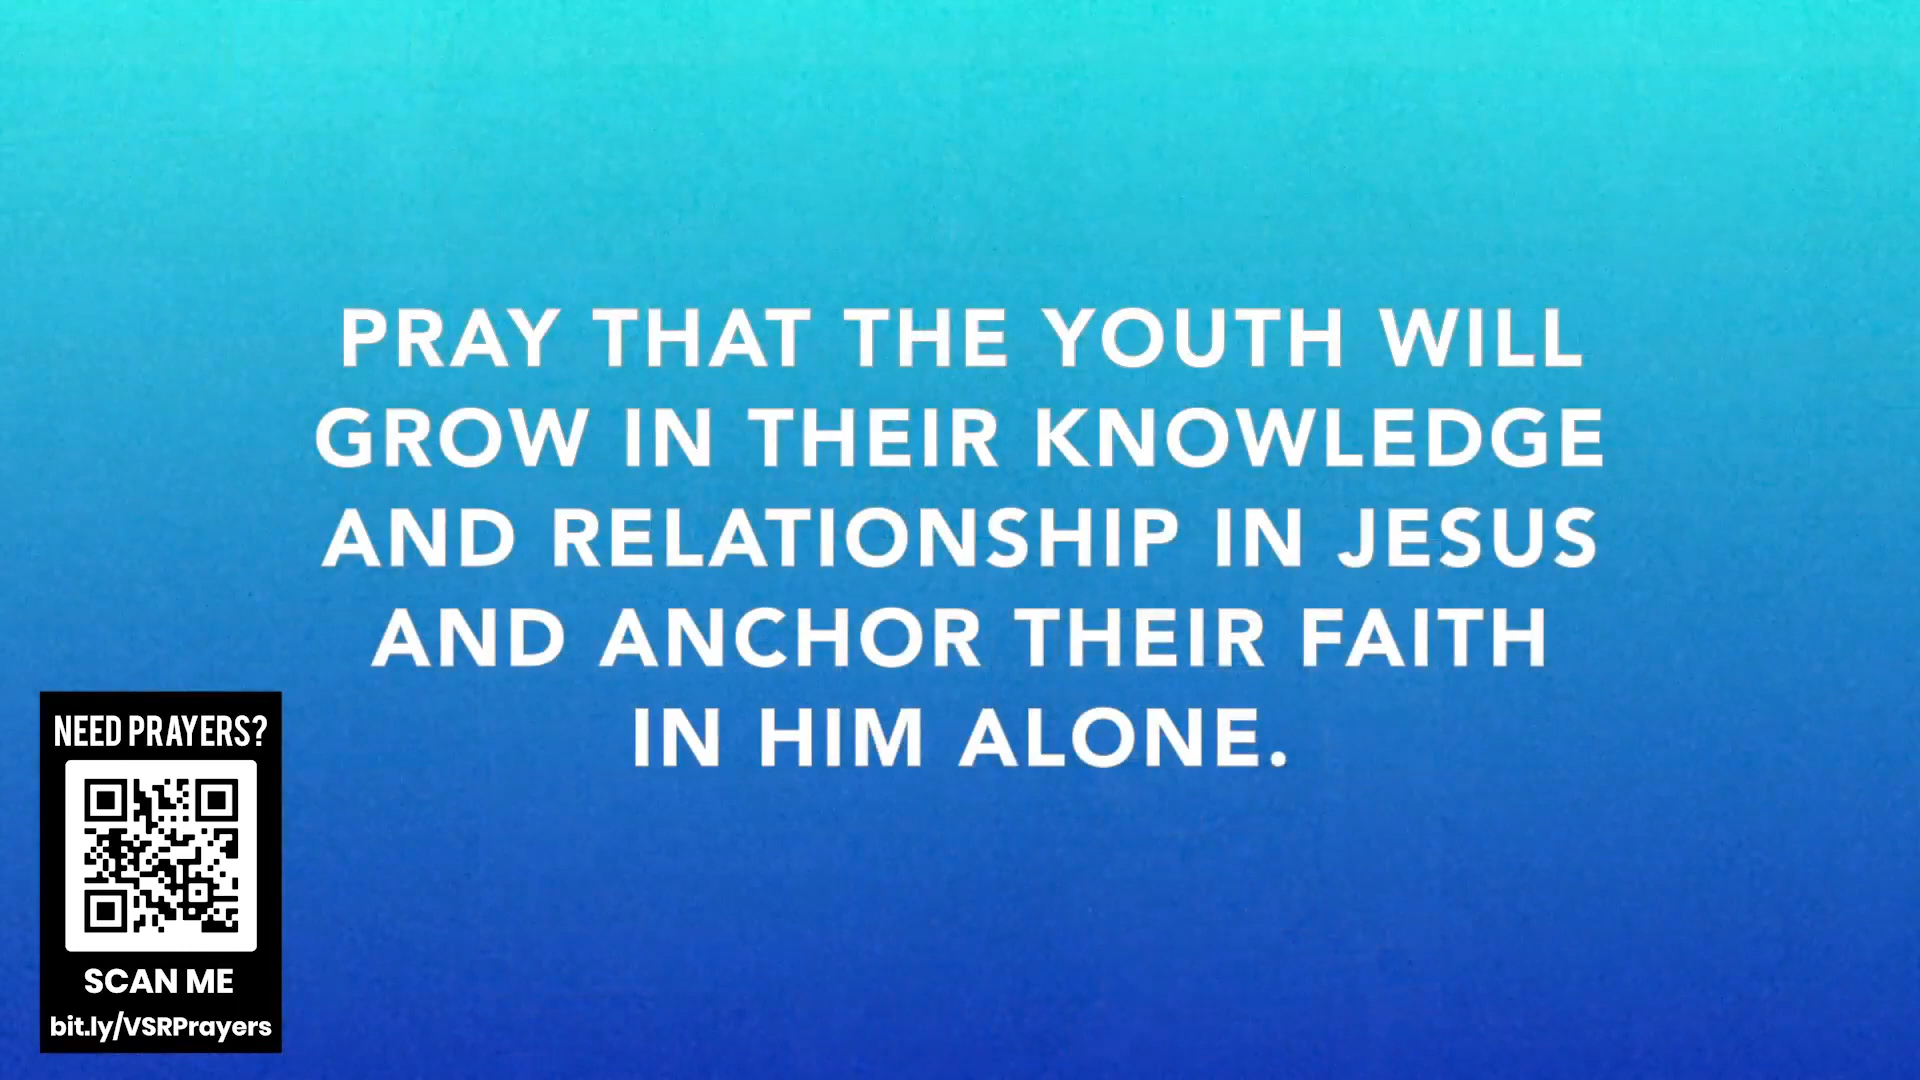 PRAY THAT THE YOUTH WILL
GROW IN THEIR KNOWLEDGE
AND RELATIONSHIP IN JESUS
AND ANCHOR THEIR FAITH
IN HIM ALONE.
NEED PRAYERS?
SCAN ME
bit.ly/VSRPrayers